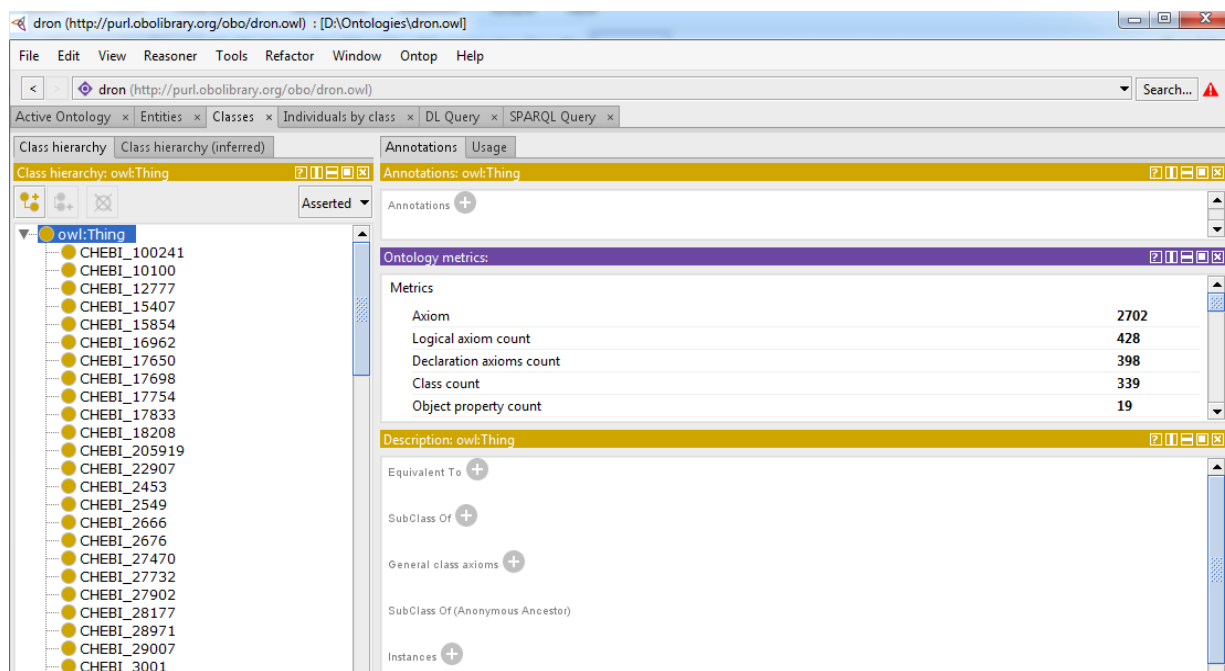 dron (http://purl.obolibrary.org/obo/dron.owl) : [D:\Ontologies\dron.owl]
File Edit View Reasoner Tools Refactor Window Ontop Help
< > dron (http://purl.obolibrary.org/obo/dron.owl) Search...
Active Ontology × Entities × Classes × Individuals by class × DL Query × SPARQL Query ×
Class hierarchy Class hierarchy (inferred)
Class hierarchy: owl:Thing
Asserted
owl:Thing
CHEBI_100241
CHEBI_10100
CHEBI_12777
CHEBI_15407
CHEBI_15854
CHEBI_16962
CHEBI_17650
CHEBI_17698
CHEBI_17754
CHEBI_17833
CHEBI_18208
CHEBI_205919
CHEBI_22907
CHEBI_2453
CHEBI_2549
CHEBI_2666
CHEBI_2676
CHEBI_27470
CHEBI_27732
CHEBI_27902
CHEBI_28177
CHEBI_28971
CHEBI_29007
CHEBI_3001
Annotations Usage
Annotations: owl:Thing
Annotations
Ontology metrics:
Metrics
Axiom 2702
Logical axiom count 428
Declaration axioms count 398
Class count 339
Object property count 19
Description: owl:Thing
Equivalent To
SubClass Of
General class axioms
SubClass Of (Anonymous Ancestor)
Instances